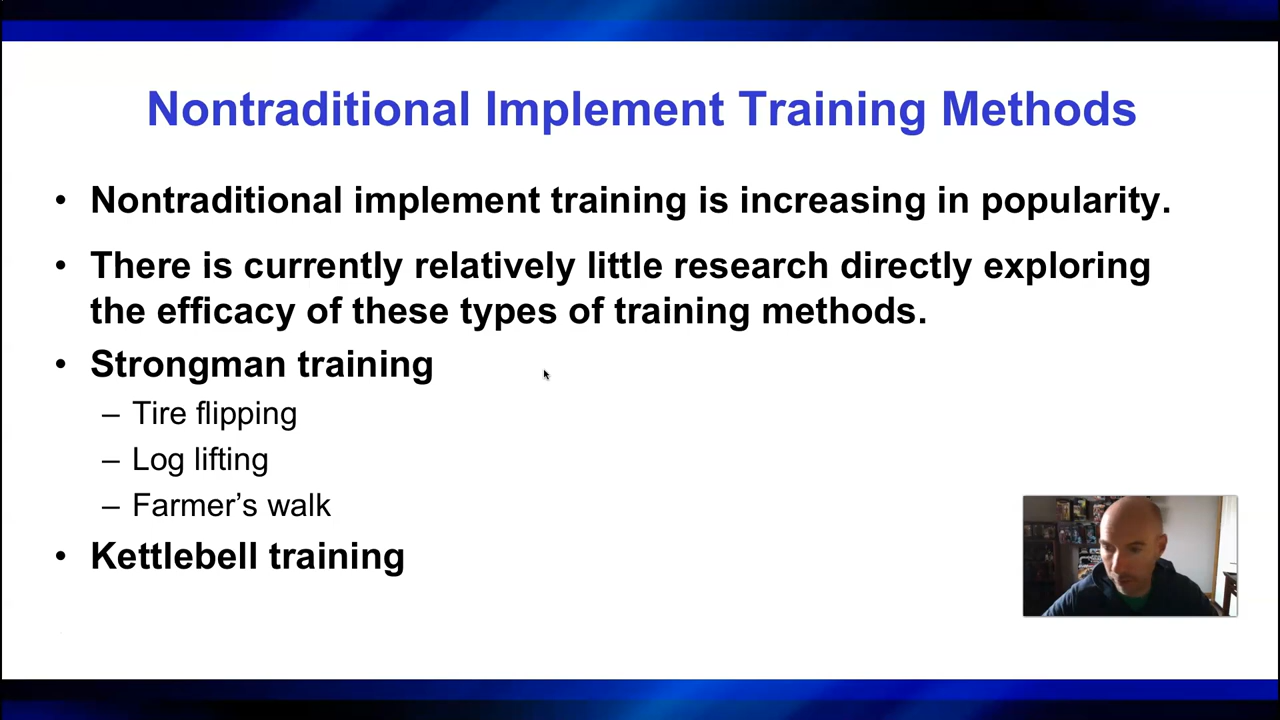 Nontraditional Implement Training Methods
• Nontraditional implement training is increasing in popularity.
• There is currently relatively little research directly exploring
the efficacy of these types of training methods.
• Strongman training
– Tire flipping
– Log lifting
– Farmer’s walk
• Kettlebell training